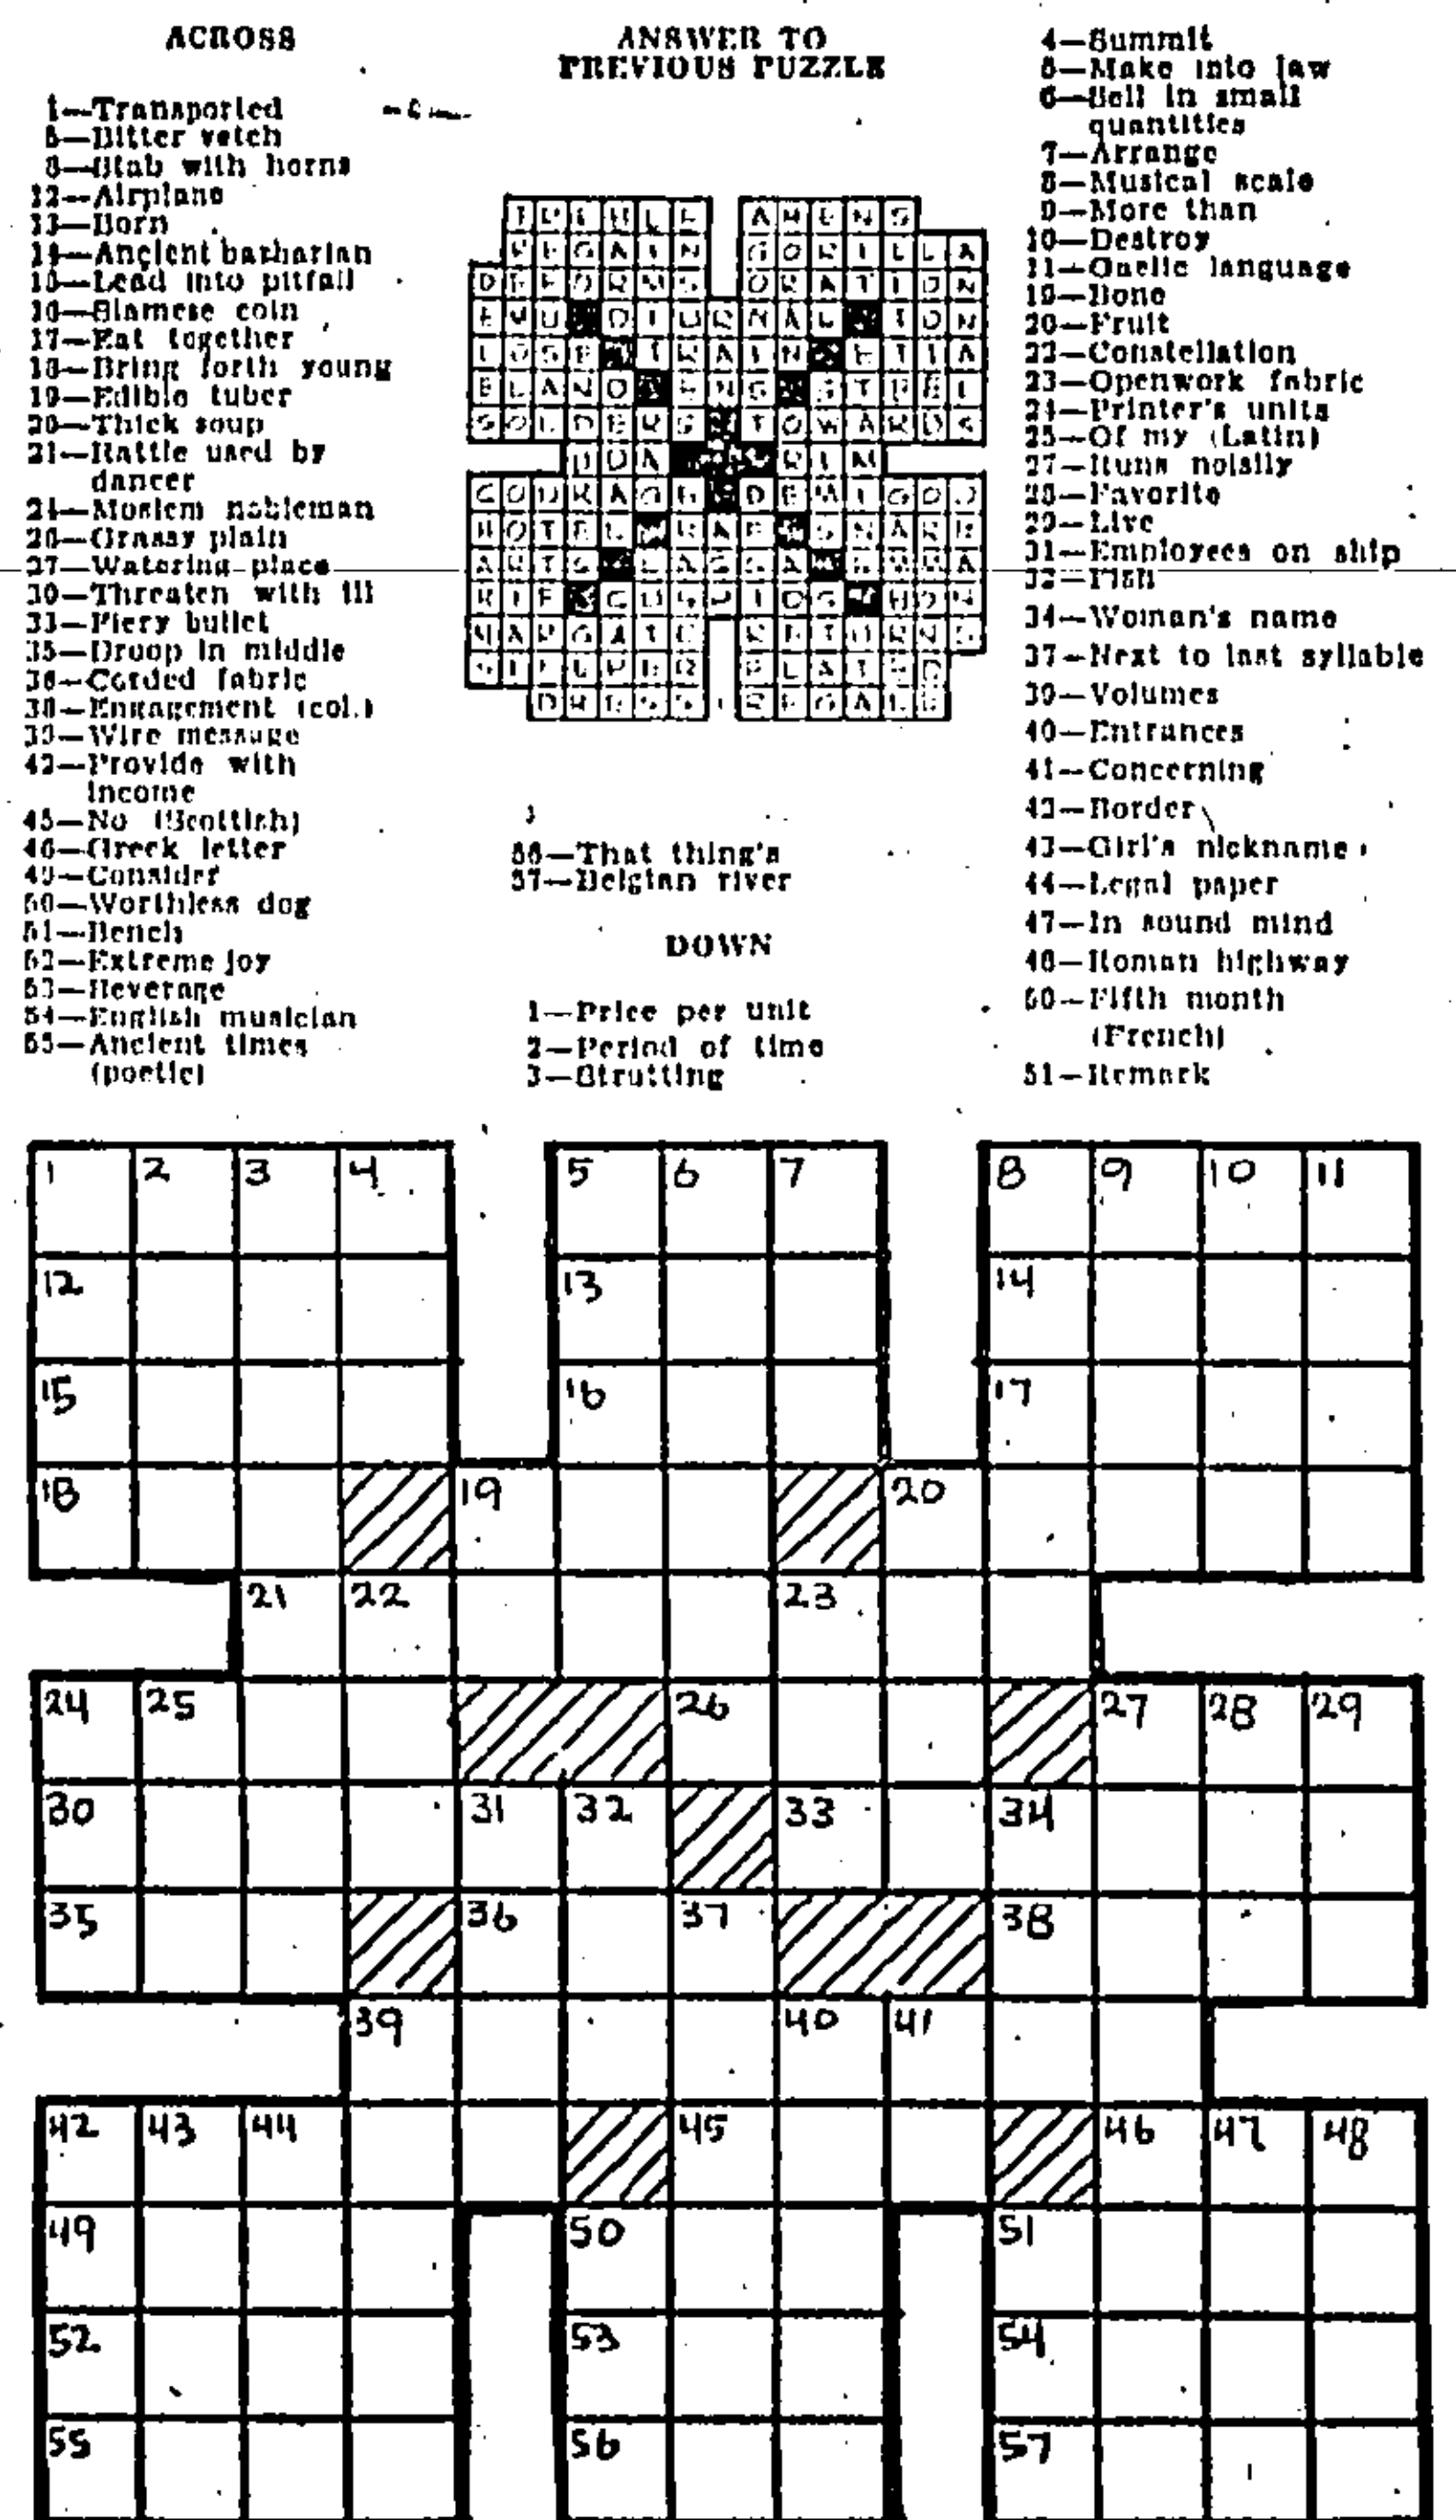 ACROSS
1—Transported
5—Bitter vetch
8—Stab with horns
12—Airplane
13—Born
14—Ancient barbarian
15—Lead into pitfall
16—Siamese coin
17—Eat together
18—Bring forth young
19—Edible tuber
20—Thick soup
21—Rattle used by
dancer
24—Moslem nobleman
26—Grassy plain
27—Watering place
30—Threaten with ill
33—Fiery bullet
35—Droop in middle
36—Corded fabric
38—Engagement (col.)
39—Wire message
42—Provide with
income
45—No (Scottish)
46—Greek letter
49—Consider
50—Worthless dog
51—Bench
52—Extreme joy
53—Beverage
54—English musician
55—Ancient times
(poetic)
ANSWER TO
PREVIOUS PUZZLE
56—That thing's
57—Belgian river
DOWN
1—Price per unit
2—Period of time
3—Strutting
4—Summit
5—Make into law
6—Sell in small
quantities
7—Arrange
8—Musical scale
9—More than
10—Destroy
11—Gaelic language
19—Bone
20—Fruit
22—Constellation
23—Openwork fabric
24—Printer's units
25—Of my (Latin)
27—Runs noisily
28—Favorite
29—Live
31—Employees on ship
32—Fish
34—Woman's name
37—Next to last syllable
39—Volumes
40—Entrances
41—Concerning
42—Border
43—Girl's nickname
44—Legal paper
47—In sound mind
48—Roman highway
50—Fifth month
(French)
51—Remark
1 2 3 4 5 6 7 8 9 10 11
12 13 14
15 16 17
18 19 20
21 22 23
24 25 26 27 28 29
30 31 32 33 34
35 36 37 38
39 40 41
42 43 44 45 46 47 48
49 50 51
52 53 54
55 56 57